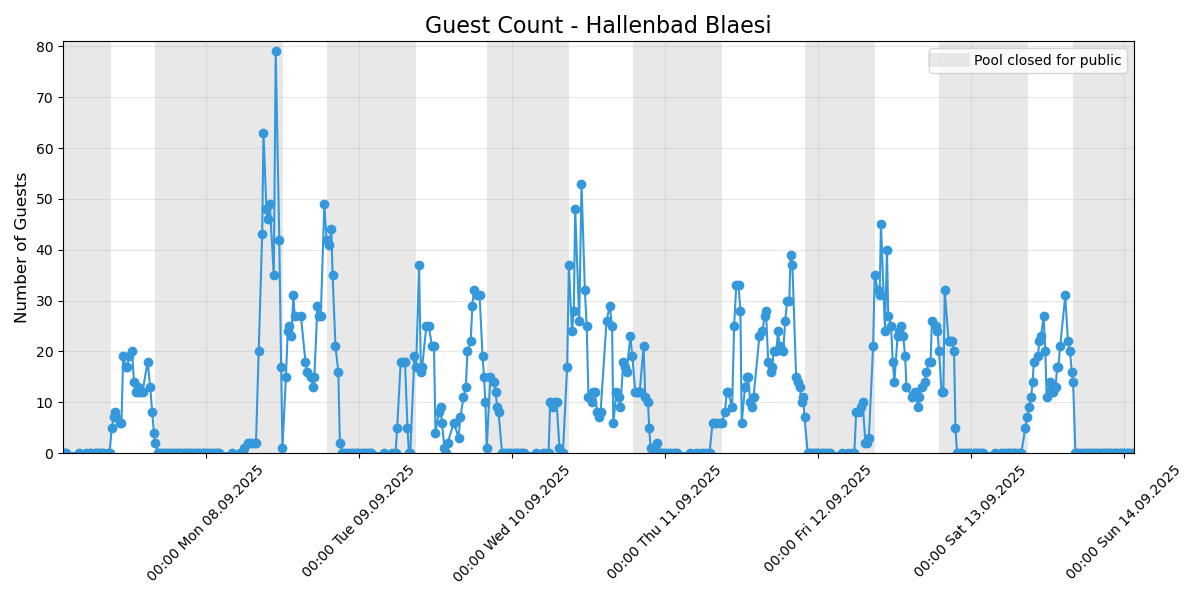 Guest Count - Hallenbad Blaesi
Pool closed for public
Number of Guests
80
70
60
50
40
30
20
10
0
00:00 Mon 08.09.2025
00:00 Tue 09.09.2025
00:00 Wed 10.09.2025
00:00 Thu 11.09.2025
00:00 Fri 12.09.2025
00:00 Sat 13.09.2025
00:00 Sun 14.09.2025